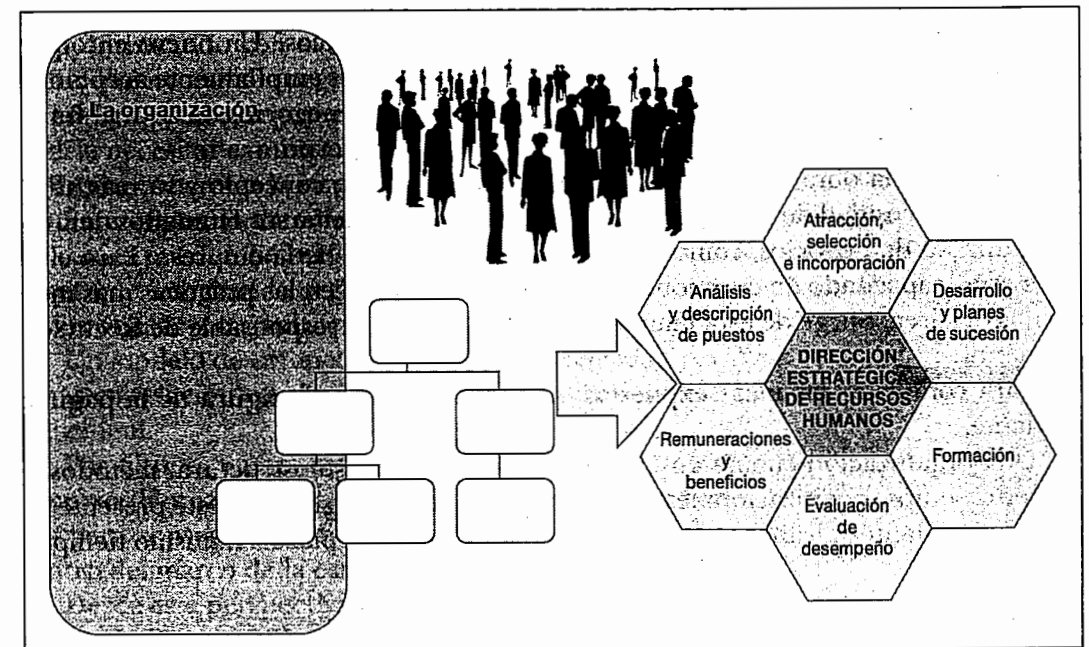 La organización
Atracción,
selección
e incorporación
Análisis
y descripción
de puestos
Desarrollo
y planes
de sucesión
DIRECCIÓN
ESTRATÉGICA
DE RECURSOS
HUMANOS
Remuneraciones
y
beneficios
Formación
Evaluación
de
desempeño